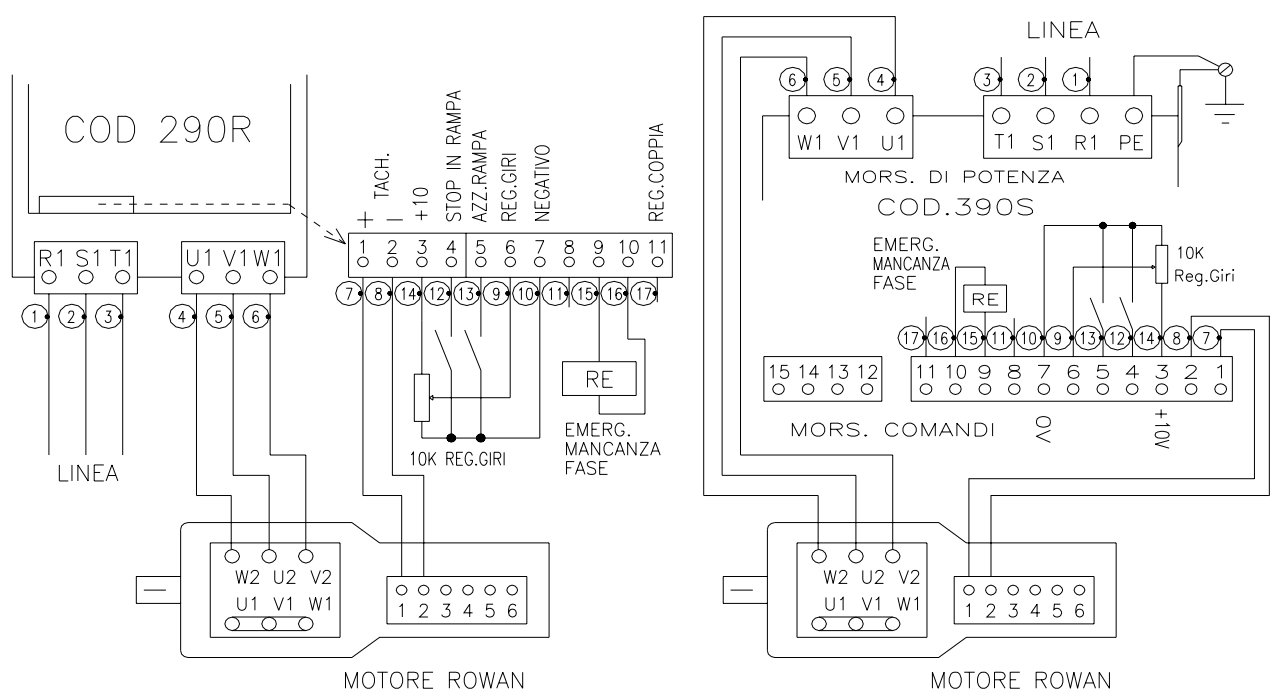 COD 290R
TACH.
+ −
+10
STOP IN RAMPA
AZZ.RAMPA
REG.GIRI
NEGATIVO
REG.COPPIA
R1 S1 T1
U1 V1 W1
1 2 3 4 5 6 7 8 9 10 11
1 2 3
4 5 6
7 8 14 12 13 9 10 11 15 16 17
RE
EMERG.
MANCANZA
FASE
10K REG.GIRI
LINEA
W2 U2 V2
U1 V1 W1
1 2 3 4 5 6
MOTORE ROWAN
LINEA
6 5 4
3 2 1
W1 V1 U1
T1 S1 R1 PE
MORS. DI POTENZA
COD.390S
EMERG.
MANCANZA
FASE
RE
10K
Reg.Giri
17 16 15 11 10 9 13 12 14 8 7
15 14 13 12
11 10 9 8 7 6 5 4 3 2 1
MORS. COMANDI
0V
+10V
W2 U2 V2
U1 V1 W1
1 2 3 4 5 6
MOTORE ROWAN